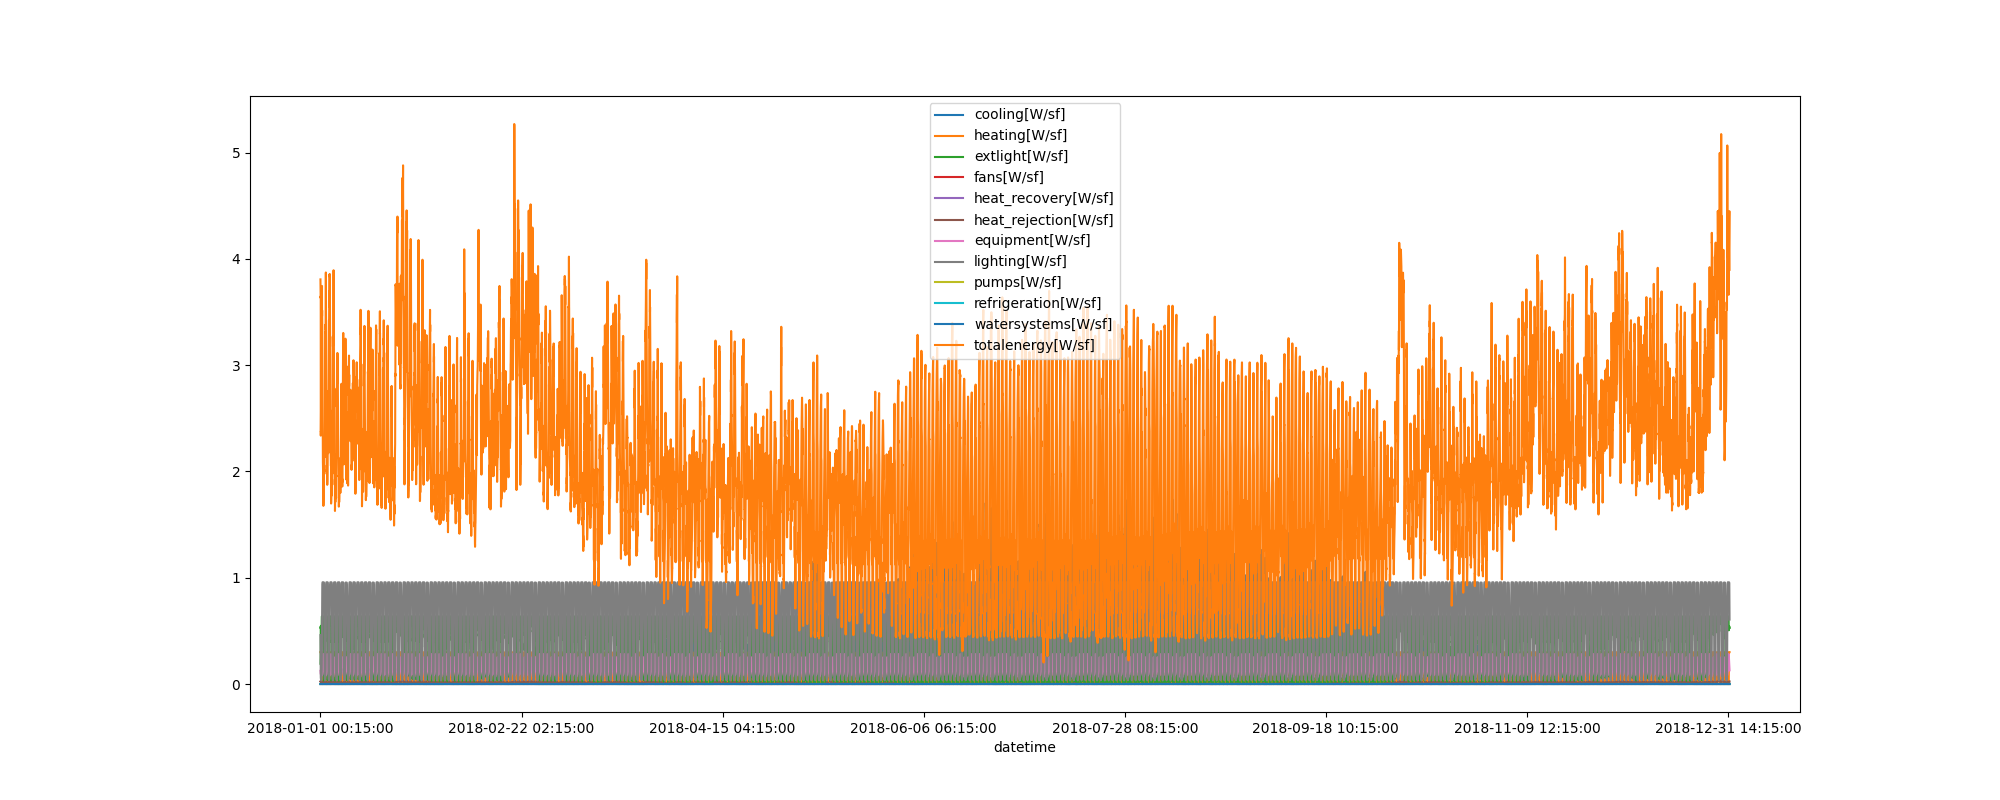 cooling[W/sf]
heating[W/sf]
extlight[W/sf]
fans[W/sf]
heat_recovery[W/sf]
heat_rejection[W/sf]
equipment[W/sf]
lighting[W/sf]
pumps[W/sf]
refrigeration[W/sf]
watersystems[W/sf]
totalenergy[W/sf]
5
4
3
2
1
0
2018-01-01 00:15:00 2018-02-22 02:15:00 2018-04-15 04:15:00 2018-06-06 06:15:00 2018-07-28 08:15:00 2018-09-18 10:15:00 2018-11-09 12:15:00 2018-12-31 14:15:00
datetime